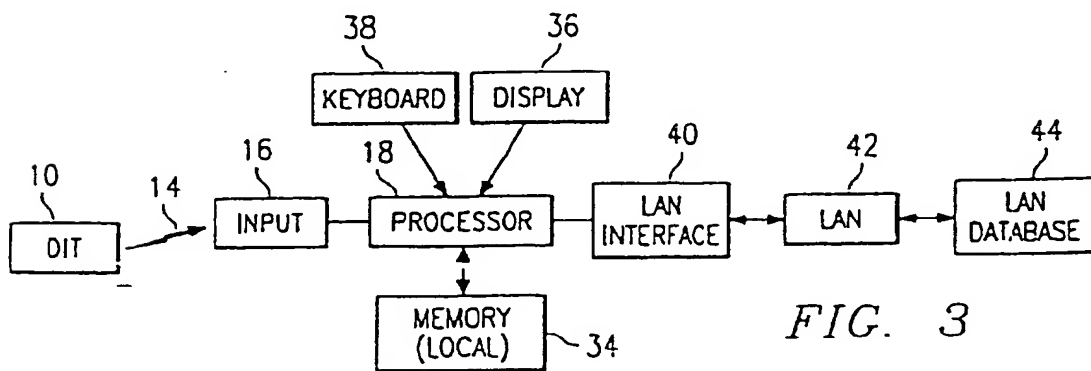 38
36
KEYBOARD
DISPLAY
10
14
16
18
40
42
44
DIT
INPUT
PROCESSOR
LAN
INTERFACE
LAN
LAN
DATABASE
MEMORY
(LOCAL)
34
FIG. 3